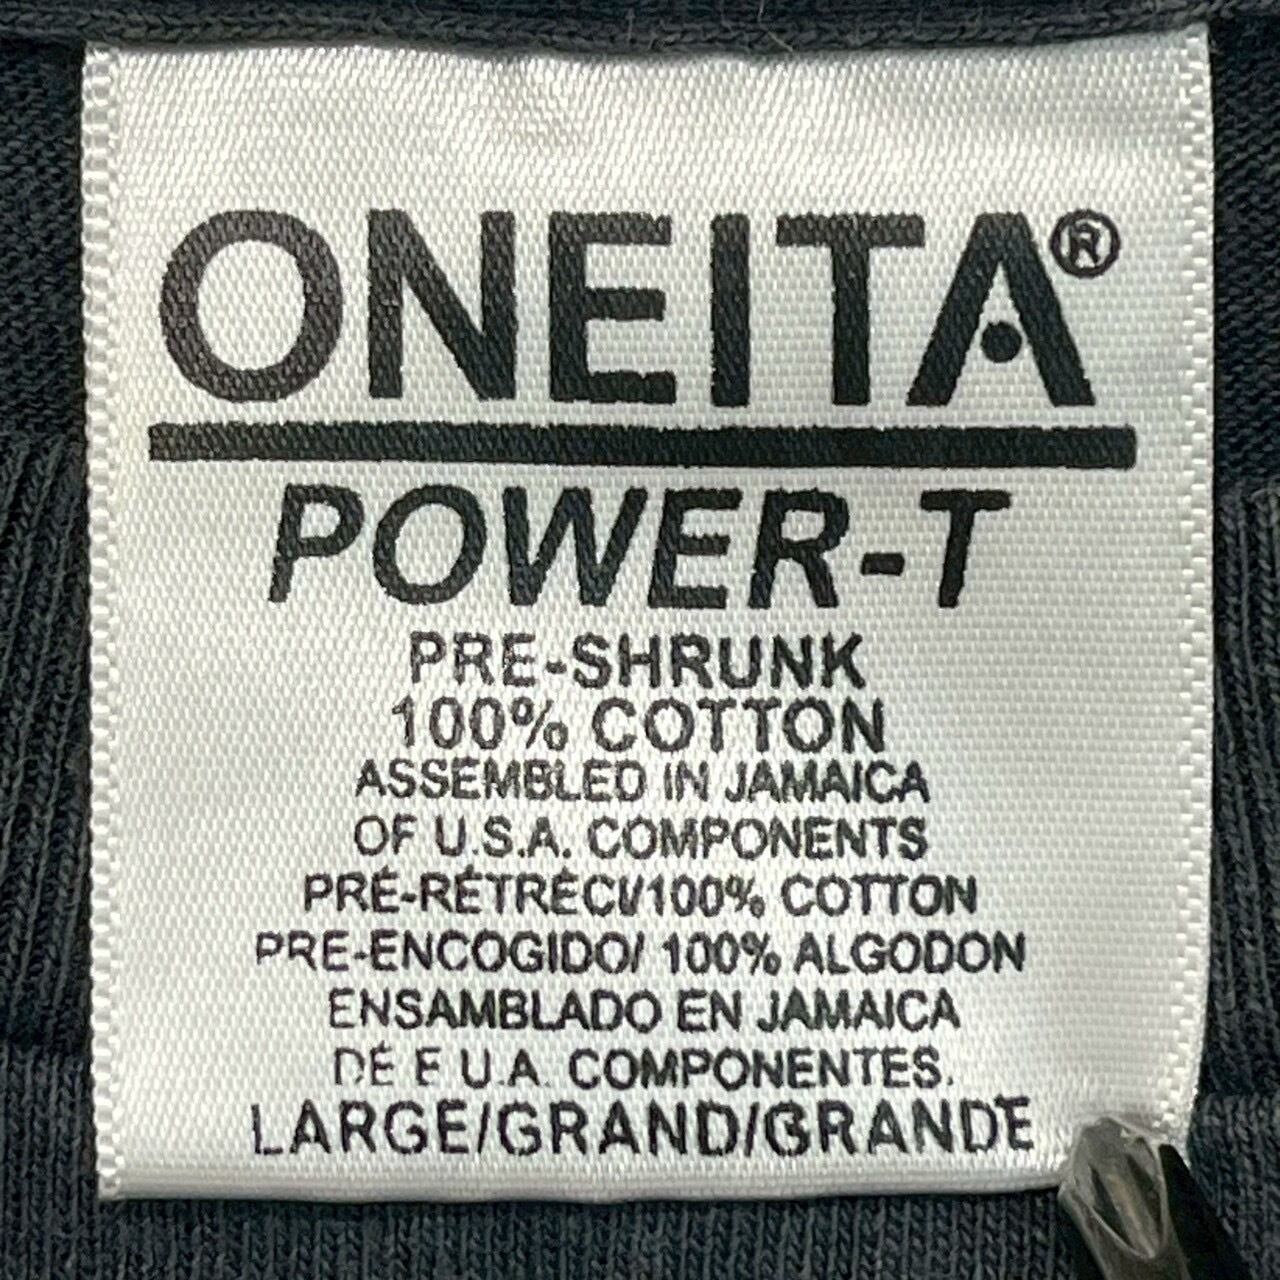 ONEITA®
POWER-T
PRE-SHRUNK
100% COTTON
ASSEMBLED IN JAMAICA
OF U.S.A. COMPONENTS
PRÉ-RÉTRÉCI/100% COTTON
PRE-ENCOGIDO/ 100% ALGODON
ENSAMBLADO EN JAMAICA
DÉ E U.A. COMPONENTES.
LARGE/GRAND/GRANDE